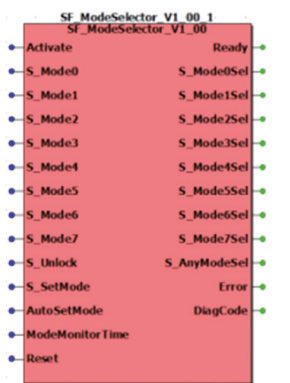 SF_ModeSelector_V1_00_1
SF_ModeSelector_V1_00
Activate Ready
S_Mode0 S_Mode0Sel
S_Mode1 S_Mode1Sel
S_Mode2 S_Mode2Sel
S_Mode3 S_Mode3Sel
S_Mode4 S_Mode4Sel
S_Mode5 S_Mode5Sel
S_Mode6 S_Mode6Sel
S_Mode7 S_Mode7Sel
S_Unlock S_AnyModeSel
S_SetMode Error
AutoSetMode DiagCode
ModeMonitorTime
Reset